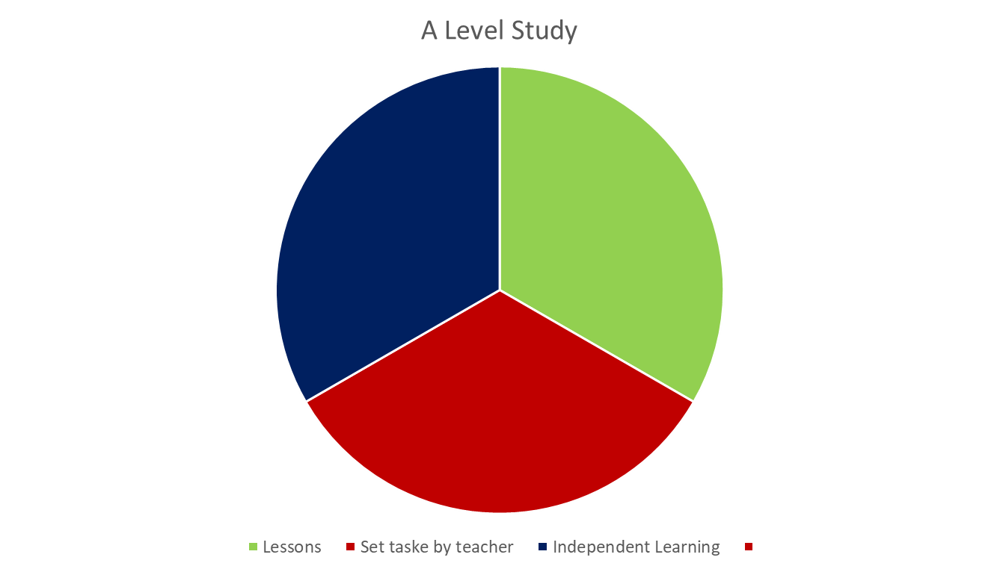 A Level Study
Lessons Set taske by teacher Independent Learning